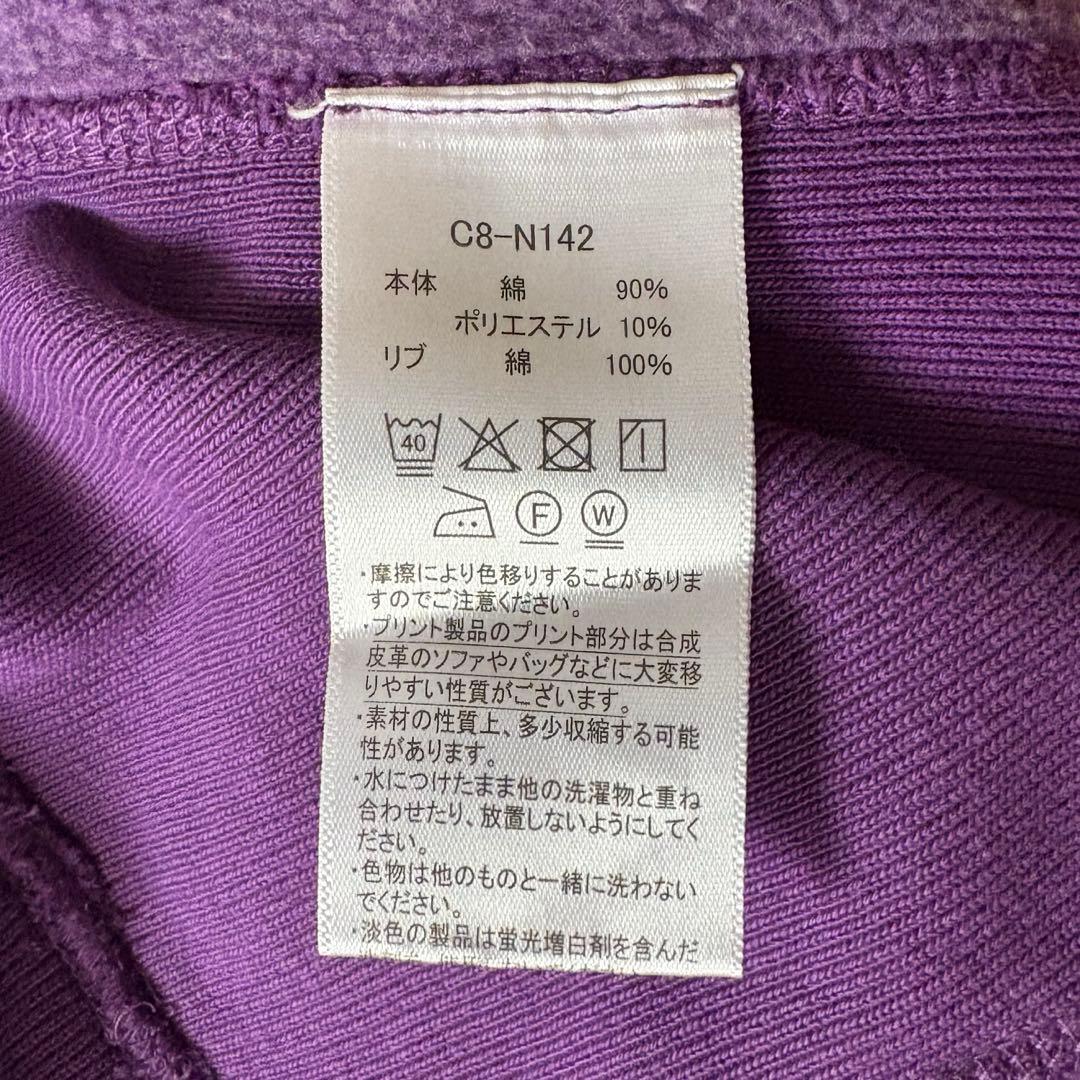 C8-N142
本体 綿 90%
ポリエステル 10%
リブ 綿 100%
40
F W
・摩擦により色移りすることがありま
すのでご注意ください。
・プリント製品のプリント部分は合成
皮革のソファやバッグなどに大変移
りやすい性質がございます。
・素材の性質上、多少収縮する可能
性があります。
・水につけたまま他の洗濯物と重ね
合わせたり、放置しないようにしてく
ださい。
・色物は他のものと一緒に洗わない
でください。
・淡色の製品は蛍光増白剤を含んだ